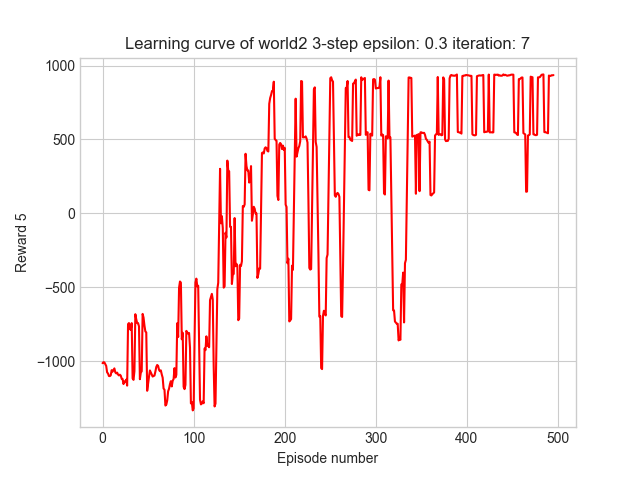 Learning curve of world2 3-step epsilon: 0.3 iteration: 7
1000
500
0
−500
−1000
Reward 5
0 100 200 300 400 500
Episode number